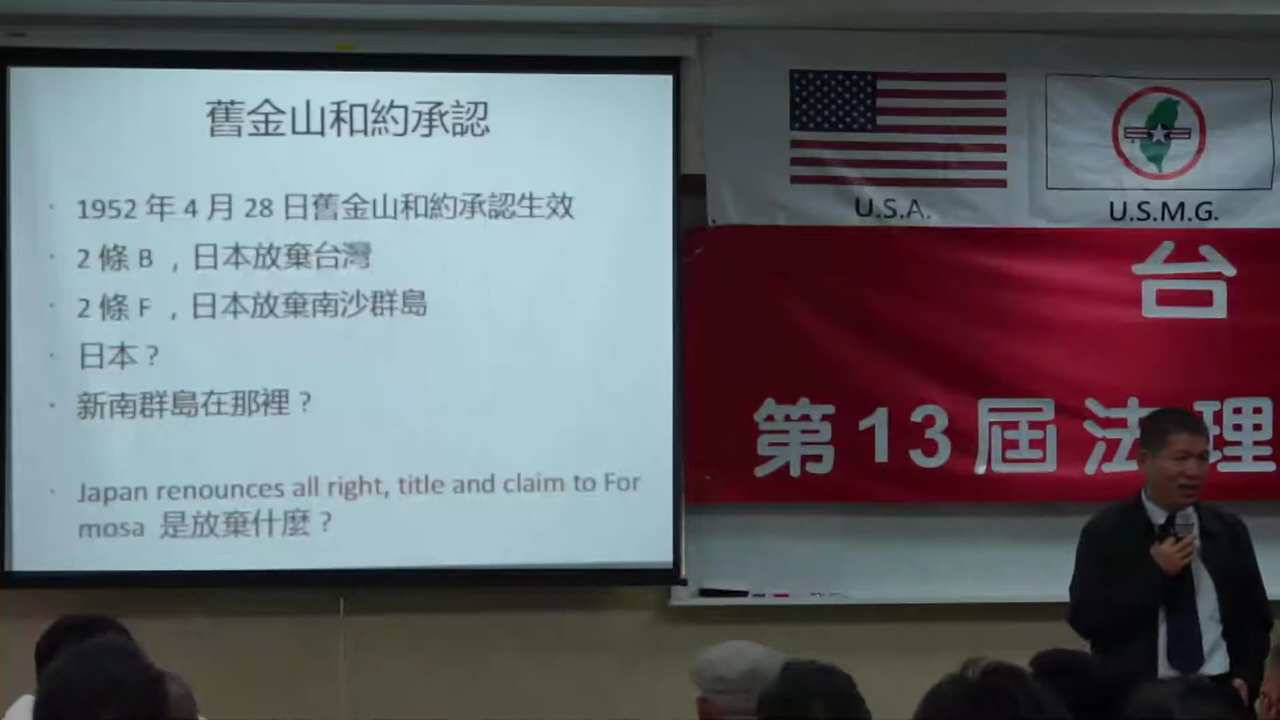 舊金山和約承認
· 1952 年 4 月 28 日舊金山和約承認生效
· 2 條 B ，日本放棄台灣
· 2 條 F ，日本放棄南沙群島
· 日本？
· 新南群島在那裡？
· Japan renounces all right, title and claim to For
mosa 是放棄什麼？
U.S.A.
U.S.M.G.
台
第13屆法理